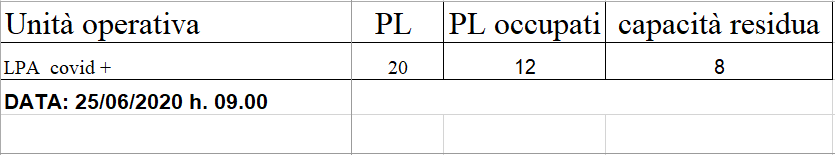 Unità operativa PL PL occupati capacità residua
LPA covid + 20 12 8
DATA: 25/06/2020 h. 09.00